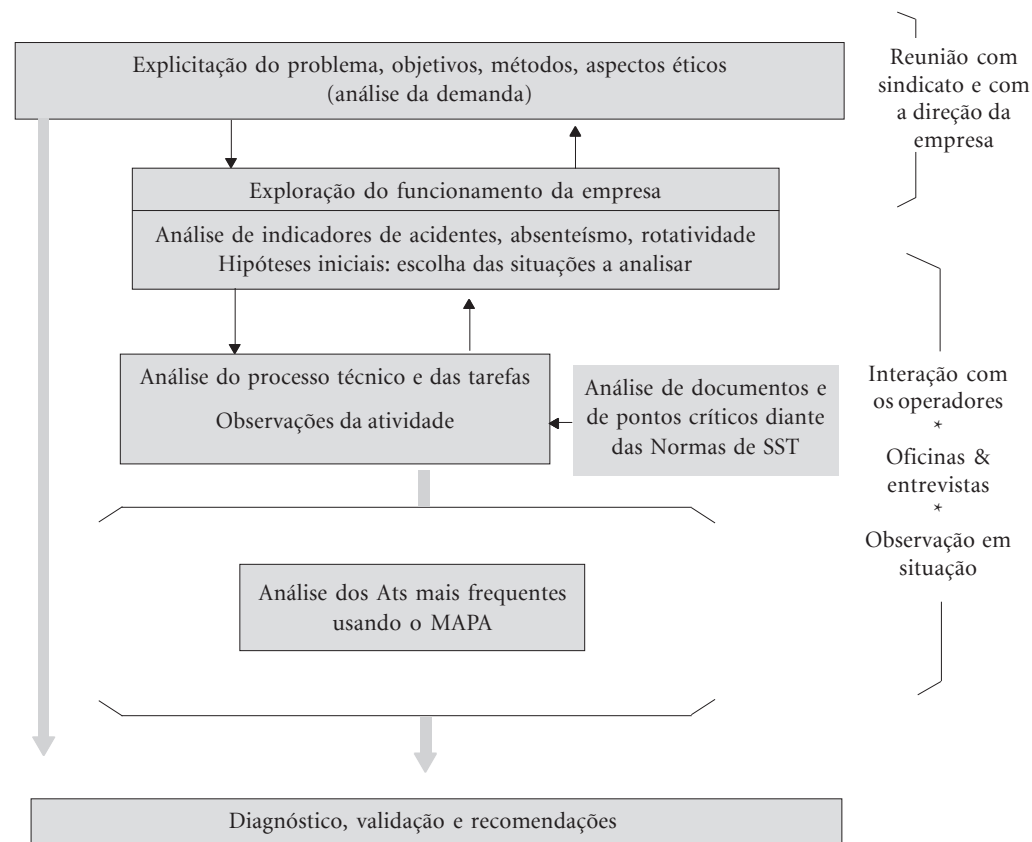 Explicitação do problema, objetivos, métodos, aspectos éticos
(análise da demanda)
Reunião com
sindicato e com
a direção da
empresa
Exploração do funcionamento da empresa
Análise de indicadores de acidentes, absenteísmo, rotatividade
Hipóteses iniciais: escolha das situações a analisar
Análise do processo técnico e das tarefas
Observações da atividade
Análise de documentos e
de pontos críticos diante
das Normas de SST
Interação com
os operadores
*
Oficinas &
entrevistas
*
Observação em
situação
Análise dos Ats mais frequentes
usando o MAPA
Diagnóstico, validação e recomendações